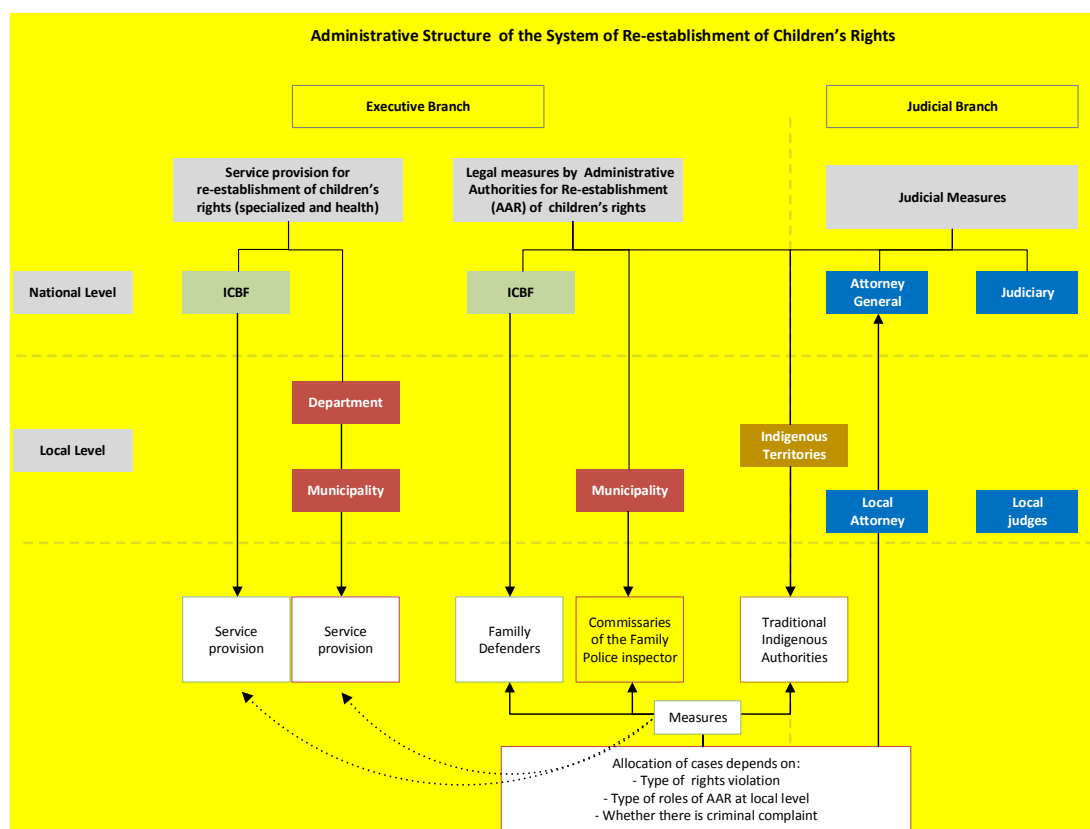 Administrative Structure of the System of Re-establishment of Children's Rights
Executive Branch
Judicial Branch
Service provision for
re-establishment of children's
rights (specialized and health)
Legal measures by Administrative
Authorities for Re-establishment
(AAR) of children's rights
Judicial Measures
National Level
ICBF
ICBF
Attorney
General
Judiciary
Department
Local Level
Indigenous
Territories
Municipality
Municipality
Local
Attorney
Local
judges
Service
provision
Service
provision
Familly
Defenders
Commissaries
of the Family
Police inspector
Traditional
Indigenous
Authorities
Measures
Allocation of cases depends on:
- Type of rights violation
- Type of roles of AAR at local level
- Whether there is criminal complaint